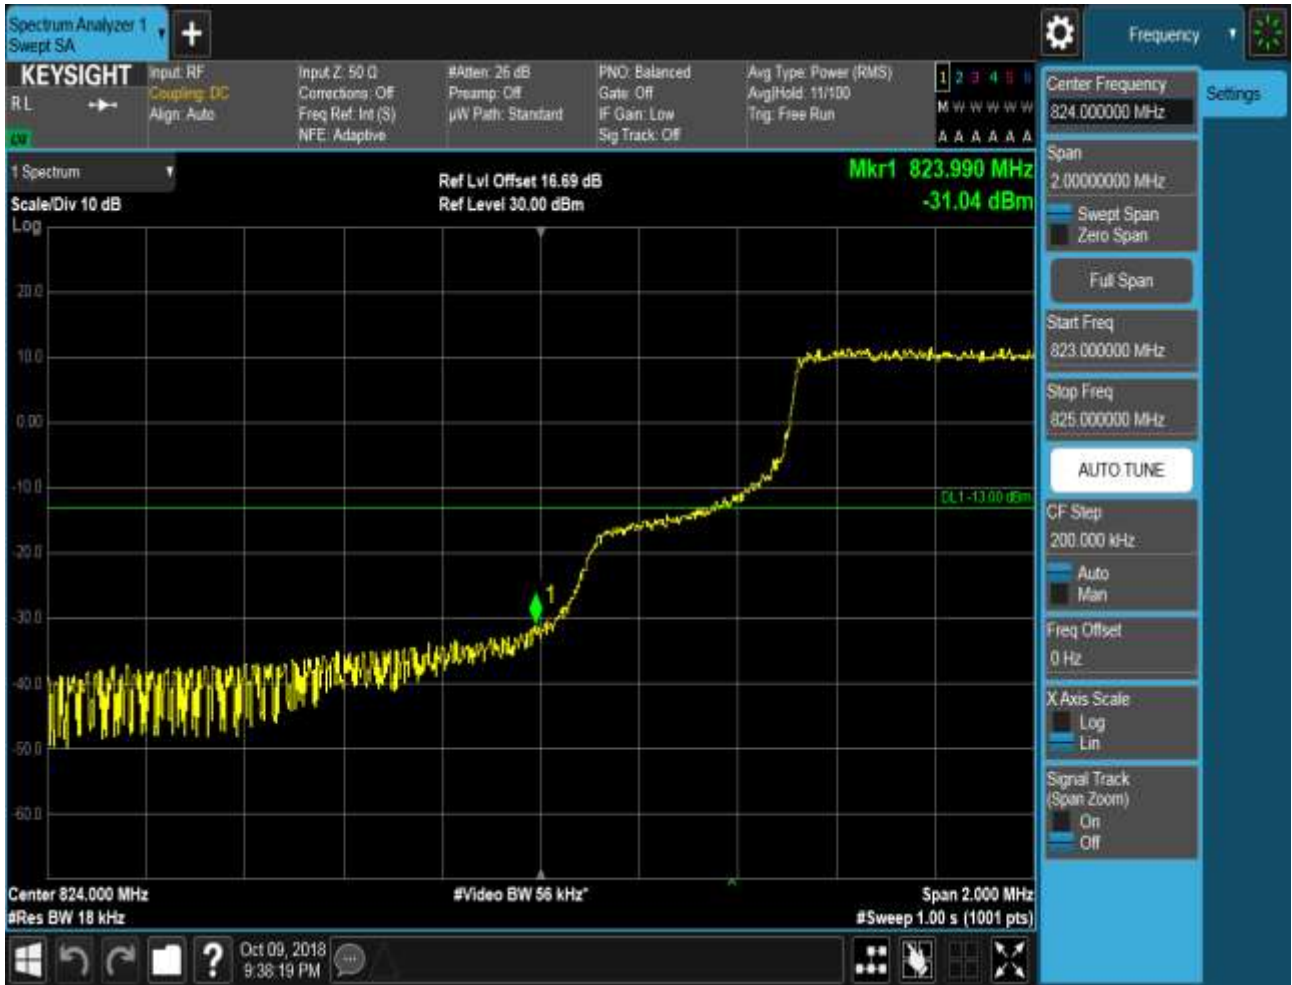 Spectrum Analyzer 1
Swept SA
+
Frequency
KEYSIGHT
R L
Input: RF
Coupling: DC
Align: Auto
Input Z: 50 Ω
Corrections: Off
Freq Ref: Int (S)
NFE: Adaptive
#Atten: 26 dB
Preamp: Off
µW Path: Standard
PNO: Balanced
Gate: Off
IF Gain: Low
Sig Track: Off
Avg Type: Power (RMS)
Avg|Hold: 11/100
Trig: Free Run
1 2 3 4 5 6
M W W W W W
A A A A A A
1 Spectrum
Scale/Div 10 dB
Log
Ref Lvl Offset 16.69 dB
Ref Level 30.00 dBm
Mkr1 823.990 MHz
-31.04 dBm
20.0
10.0
0.00
-10.0
-20.0
-30.0
-40.0
-50.0
-60.0
DL1 -13.00 dBm
1
Center 824.000 MHz
#Video BW 56 kHz*
Span 2.000 MHz
#Res BW 18 kHz
#Sweep 1.00 s (1001 pts)
Center Frequency
824.000000 MHz
Settings
Span
2.00000000 MHz
Swept Span
Zero Span
Full Span
Start Freq
823.000000 MHz
Stop Freq
825.000000 MHz
AUTO TUNE
CF Step
200.000 kHz
Auto
Man
Freq Offset
0 Hz
X Axis Scale
Log
Lin
Signal Track
(Span Zoom)
On
Off
?
Oct 09, 2018
9:38:19 PM